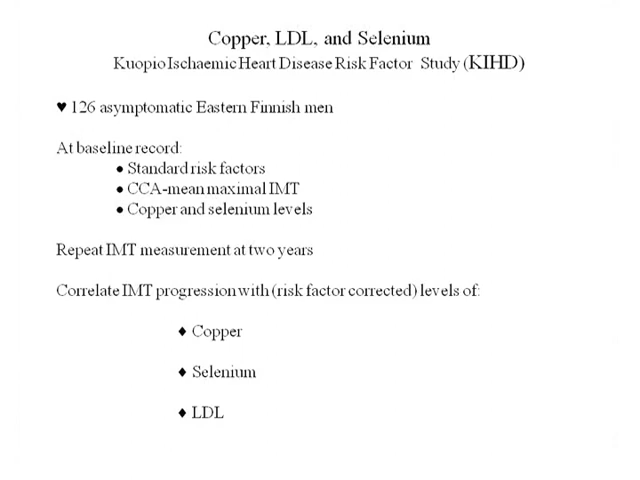 Copper, LDL, and Selenium
Kuopio Ischaemic Heart Disease Risk Factor Study (KIHD)
♥ 126 asymptomatic Eastern Finnish men
At baseline record:
● Standard risk factors
● CCA-mean maximal IMT
● Copper and selenium levels
Repeat IMT measurement at two years
Correlate IMT progression with (risk factor corrected) levels of:
♦ Copper
♦ Selenium
♦ LDL